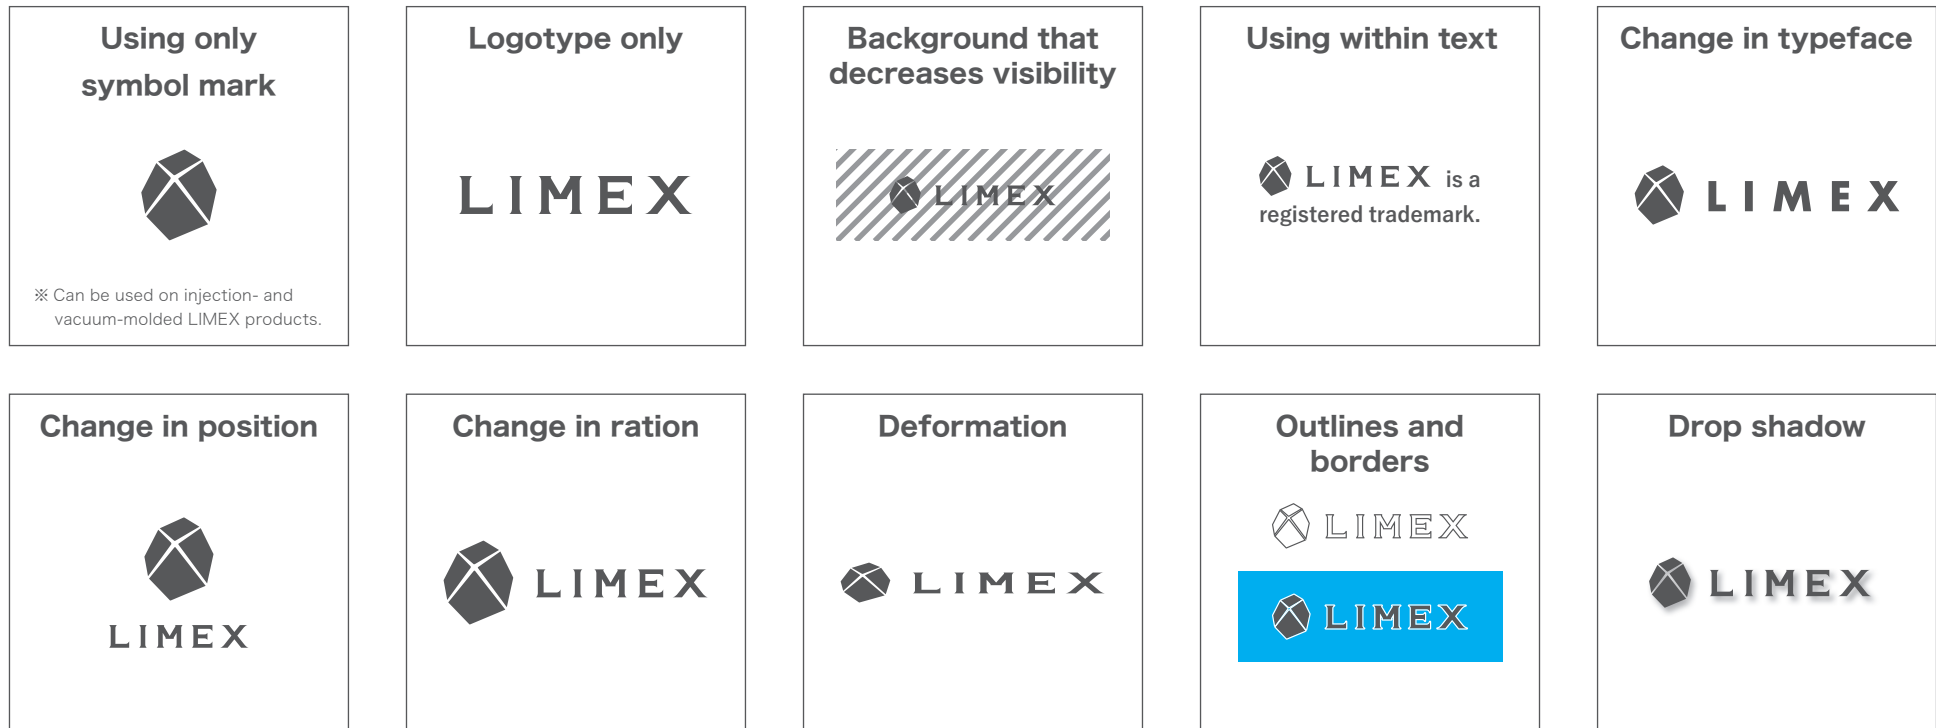 Using only
symbol mark
※ Can be used on injection- and
vacuum-molded LIMEX products.
Logotype only
LIMEX
Background that
decreases visibility
LIMEX
Using within text
LIMEX is a
registered trademark.
Change in typeface
LIMEX
Change in position
LIMEX
Change in ration
LIMEX
Deformation
LIMEX
Outlines and
borders
LIMEX
LIMEX
Drop shadow
LIMEX